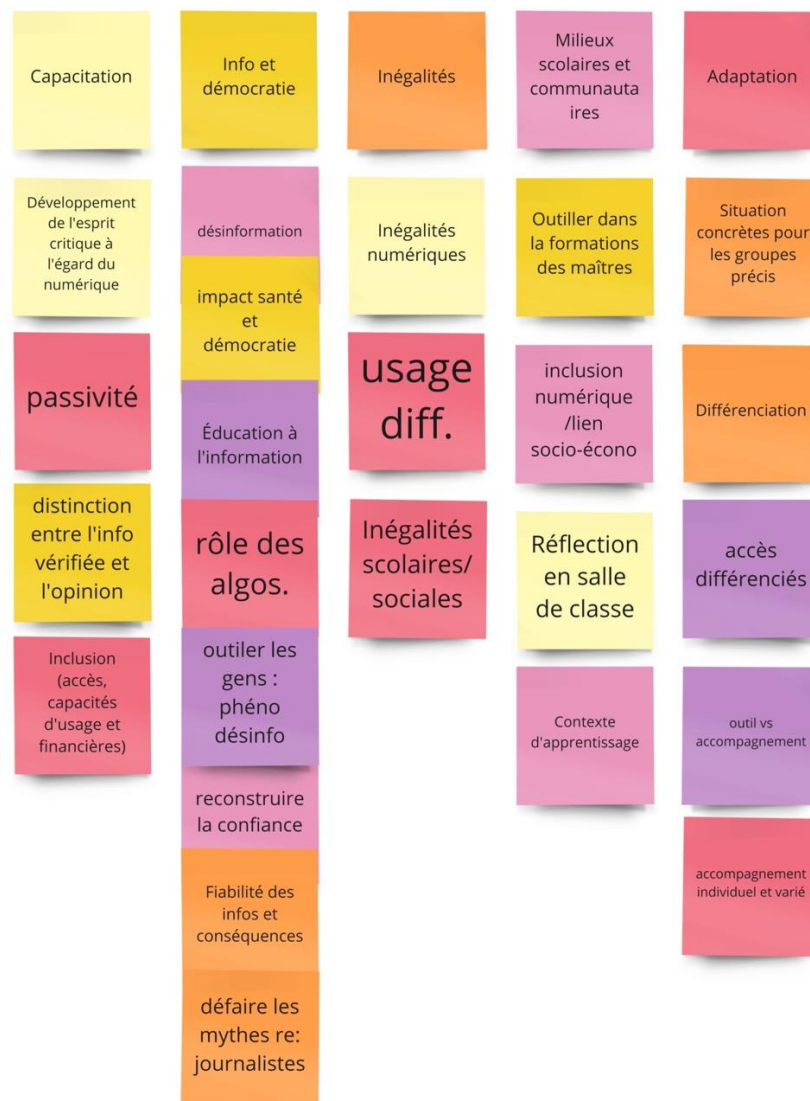 Capacitation
Développement
de l'esprit
critique à
l'égard du
numérique
passivité
distinction
entre l'info
vérifiée et
l'opinion
Inclusion
(accès,
capacités
d'usage et
financières)
Info et
démocratie
désinformation
impact santé
et
démocratie
Éducation à
l'information
rôle des
algos.
outiler les
gens :
phéno
désinfo
reconstruire
la confiance
Fiabilité des
infos et
conséquences
défaire les
mythes re:
journalistes
Inégalités
Inégalités
numériques
usage
diff.
Inégalités
scolaires/
sociales
Milieux
scolaires et
communauta
ires
Outiller dans
la formations
des maîtres
inclusion
numérique
/lien
socio-écono
Réflection
en salle
de classe
Contexte
d'apprentissage
Adaptation
Situation
concrètes pour
les groupes
précis
Différenciation
accès
différenciés
outil vs
accompagnement
accompagnement
individuel et varié